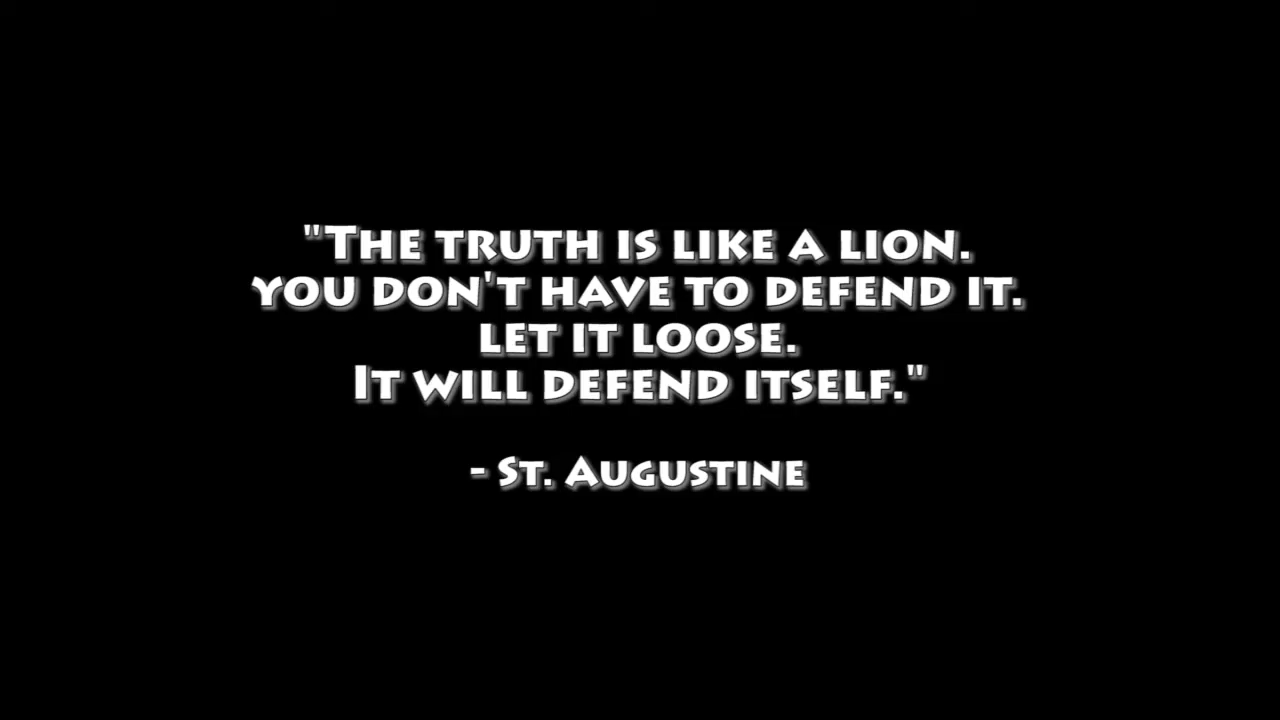 "The truth is like a lion.
you don't have to defend it.
let it loose.
It will defend itself."
- St. Augustine